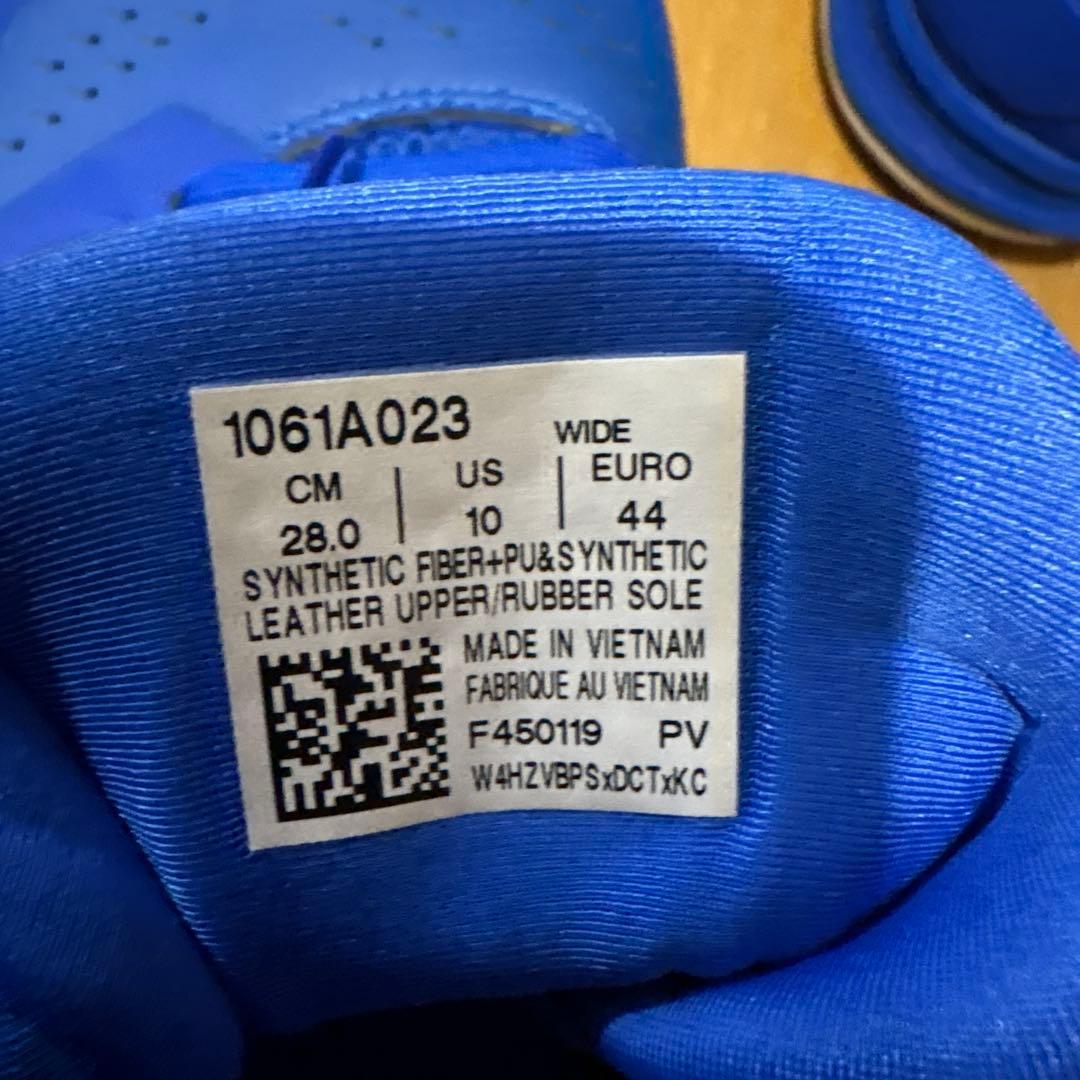 1061A023 WIDE
CM | US | EURO
28.0 | 10 | 44
SYNTHETIC FIBER+PU&SYNTHETIC
LEATHER UPPER/RUBBER SOLE
MADE IN VIETNAM
FABRIQUE AU VIETNAM
F450119 PV
W4HZVBPSxDCTxKC